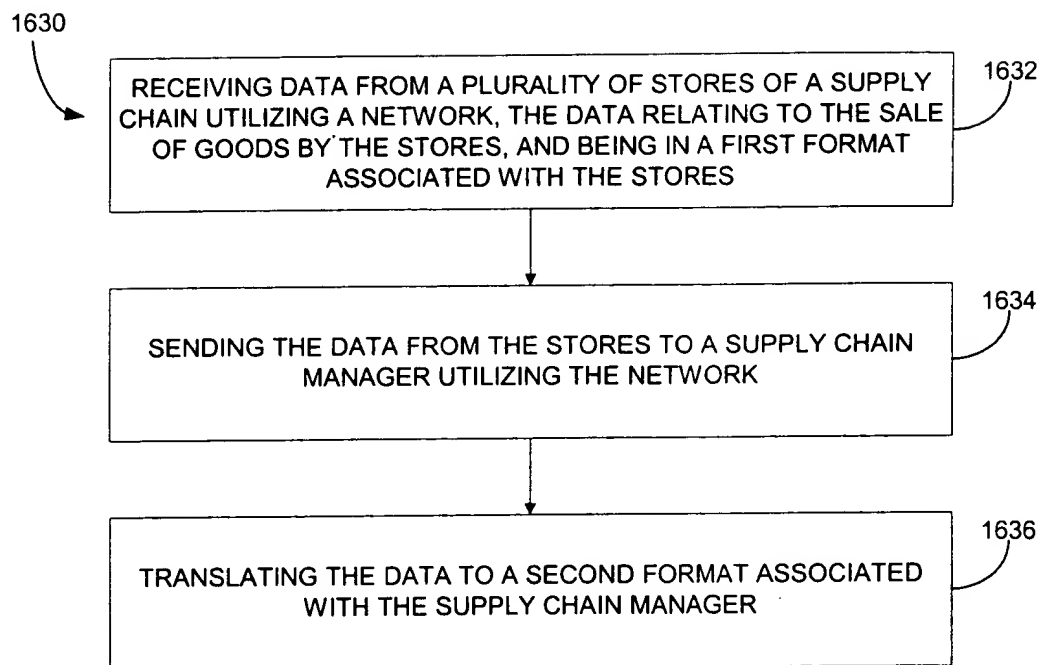 1630
RECEIVING DATA FROM A PLURALITY OF STORES OF A SUPPLY
CHAIN UTILIZING A NETWORK, THE DATA RELATING TO THE SALE
OF GOODS BY THE STORES, AND BEING IN A FIRST FORMAT
ASSOCIATED WITH THE STORES
1632
SENDING THE DATA FROM THE STORES TO A SUPPLY CHAIN
MANAGER UTILIZING THE NETWORK
1634
TRANSLATING THE DATA TO A SECOND FORMAT ASSOCIATED
WITH THE SUPPLY CHAIN MANAGER
1636